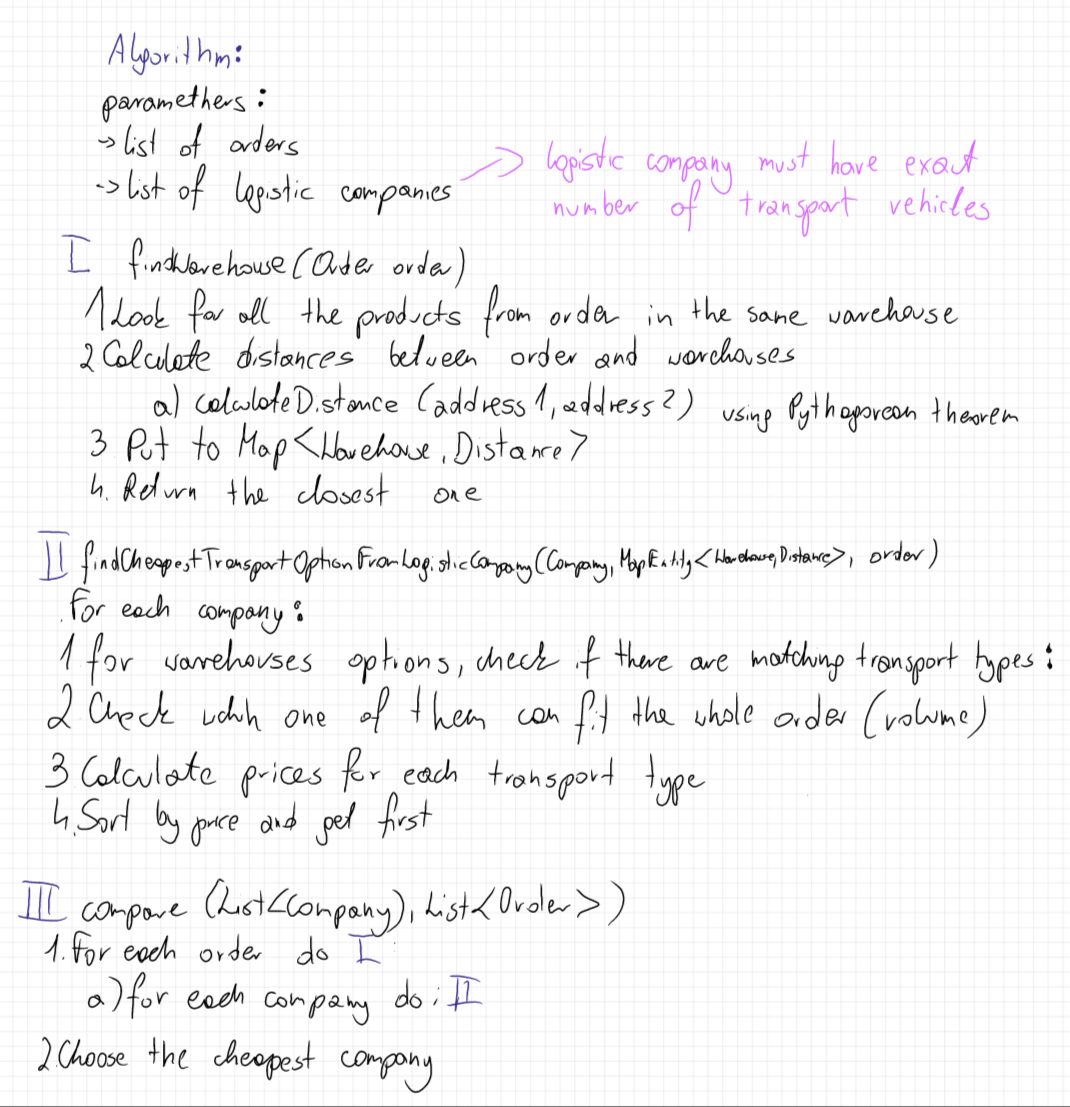 Algorithm:
paramethers:
→ list of orders
→ list of logistic companies
→ logistic company must have exact
number of transport vehicles
I findWarehouse (Order order)
1 Look for all the products from order in the same warehouse
2 Calculate distances between order and warehouses
a) calculateDistance (address 1, address 2) using Pythagorean theorem
3 Put to Map<Warehouse, Distance>
4. Return the closest one
II findCheapestTransportOptionFromLogisticCompany (Company, MapEntity<Warehouse, Distance>, order)
for each company:
1 for warehouses options, check if there are matching transport types:
2 Check which one of them can fit the whole order (volume)
3 Calculate prices for each transport type
4. Sort by price and get first
III compare (List<Company), List<Order>)
1. For each order do I
a) for each company do: II
2. Choose the cheapest company